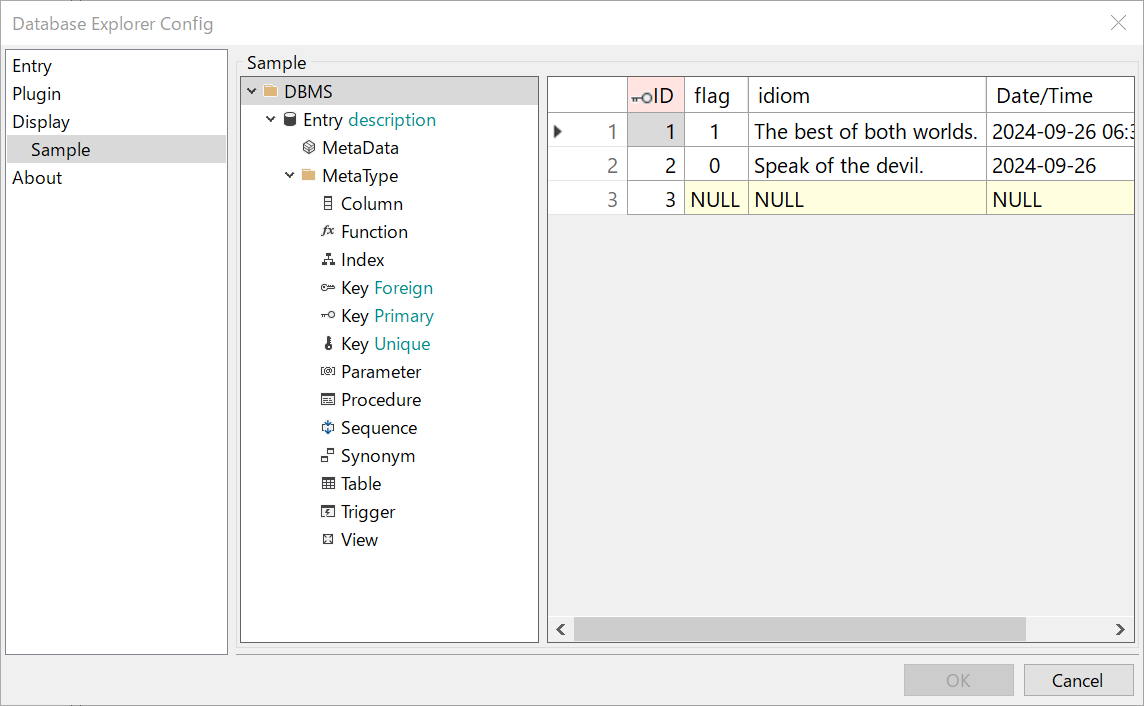 Database Explorer Config
Entry
Plugin
Display
Sample
About
Sample
DBMS
Entry description
MetaData
MetaType
Column
Function
Index
Key Foreign
Key Primary
Key Unique
Parameter
Procedure
Sequence
Synonym
Table
Trigger
View
ID flag idiom Date/Time
1 1 1 The best of both worlds. 2024-09-26 06:3
2 2 0 Speak of the devil. 2024-09-26
3 3 NULL NULL NULL
OK Cancel